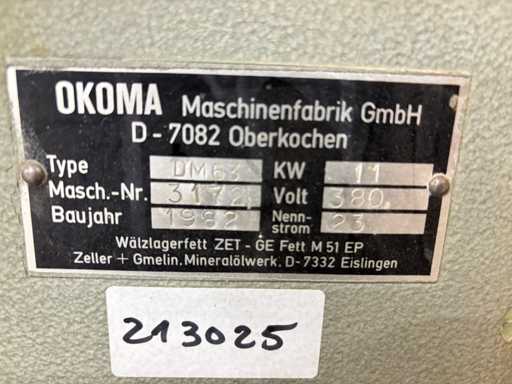 OKOMA Maschinenfabrik GmbH
D-7082 Oberkochen
Type DM63 KW 11
Masch.-Nr. 3172 Volt 380
Baujahr 1982 Nenn-strom 23
Wälzlagerfett ZET-GE Fett M 51 EP
Zeller + Gmelin. Mineralölwerk. D-7332 Eislingen
213025